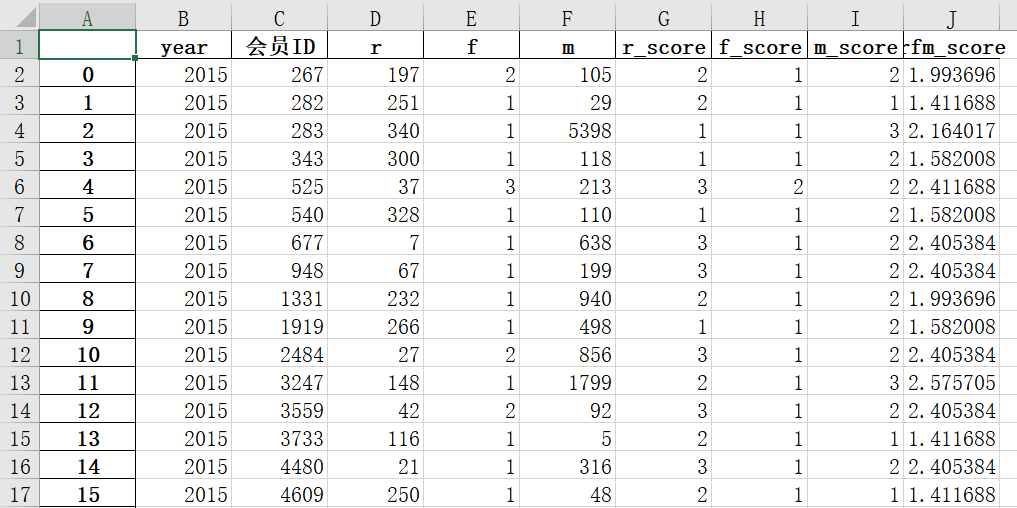 A B C D E F G H I J
1 year 会员ID r f m r_score f_score m_score rfm_score
2 0 2015 267 197 2 105 2 1 2 1.993696
3 1 2015 282 251 1 29 2 1 1 1.411688
4 2 2015 283 340 1 5398 1 1 3 2.164017
5 3 2015 343 300 1 118 1 1 2 1.582008
6 4 2015 525 37 3 213 3 2 2 2.411688
7 5 2015 540 328 1 110 1 1 2 1.582008
8 6 2015 677 7 1 638 3 1 2 2.405384
9 7 2015 948 67 1 199 3 1 2 2.405384
10 8 2015 1331 232 1 940 2 1 2 1.993696
11 9 2015 1919 266 1 498 1 1 2 1.582008
12 10 2015 2484 27 2 856 3 1 2 2.405384
13 11 2015 3247 148 1 1799 2 1 3 2.575705
14 12 2015 3559 42 2 92 3 1 2 2.405384
15 13 2015 3733 116 1 5 2 1 1 1.411688
16 14 2015 4480 21 1 316 3 1 2 2.405384
17 15 2015 4609 250 1 48 2 1 1 1.411688